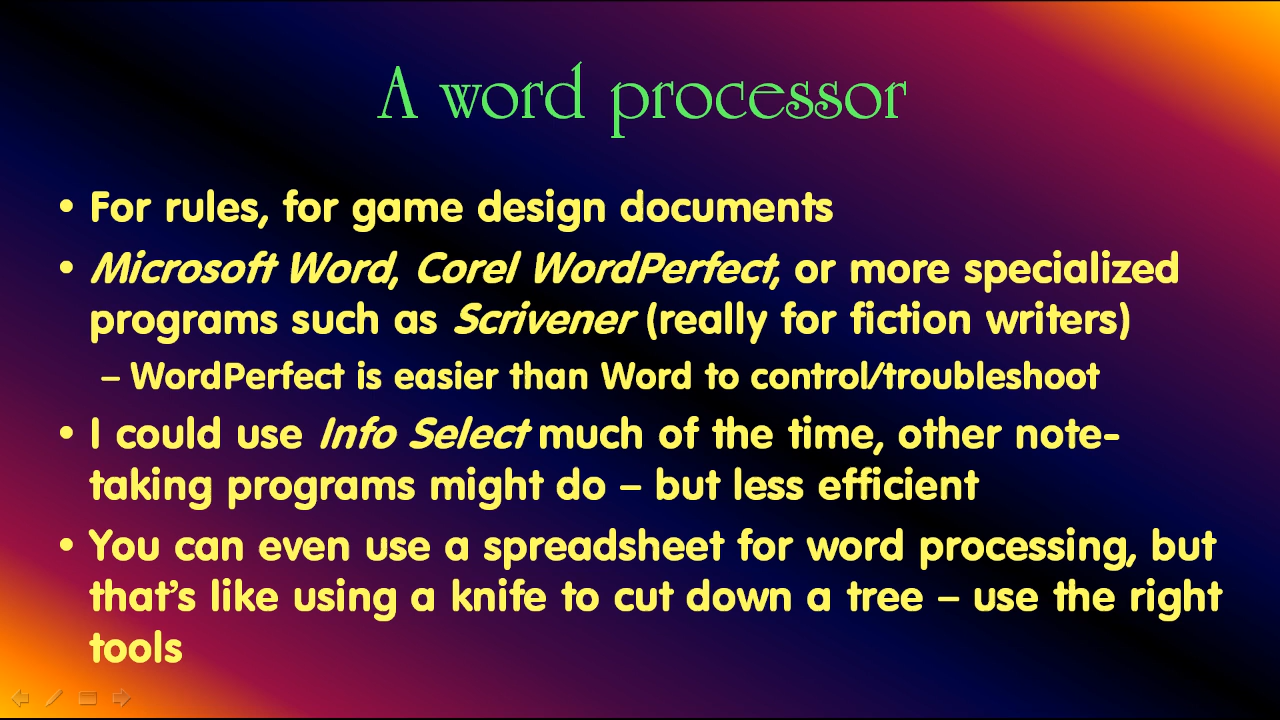 A word processor
• For rules, for game design documents
• Microsoft Word, Corel WordPerfect, or more specialized
programs such as Scrivener (really for fiction writers)
– WordPerfect is easier than Word to control/troubleshoot
• I could use Info Select much of the time, other note-
taking programs might do – but less efficient
• You can even use a spreadsheet for word processing, but
that’s like using a knife to cut down a tree – use the right
tools